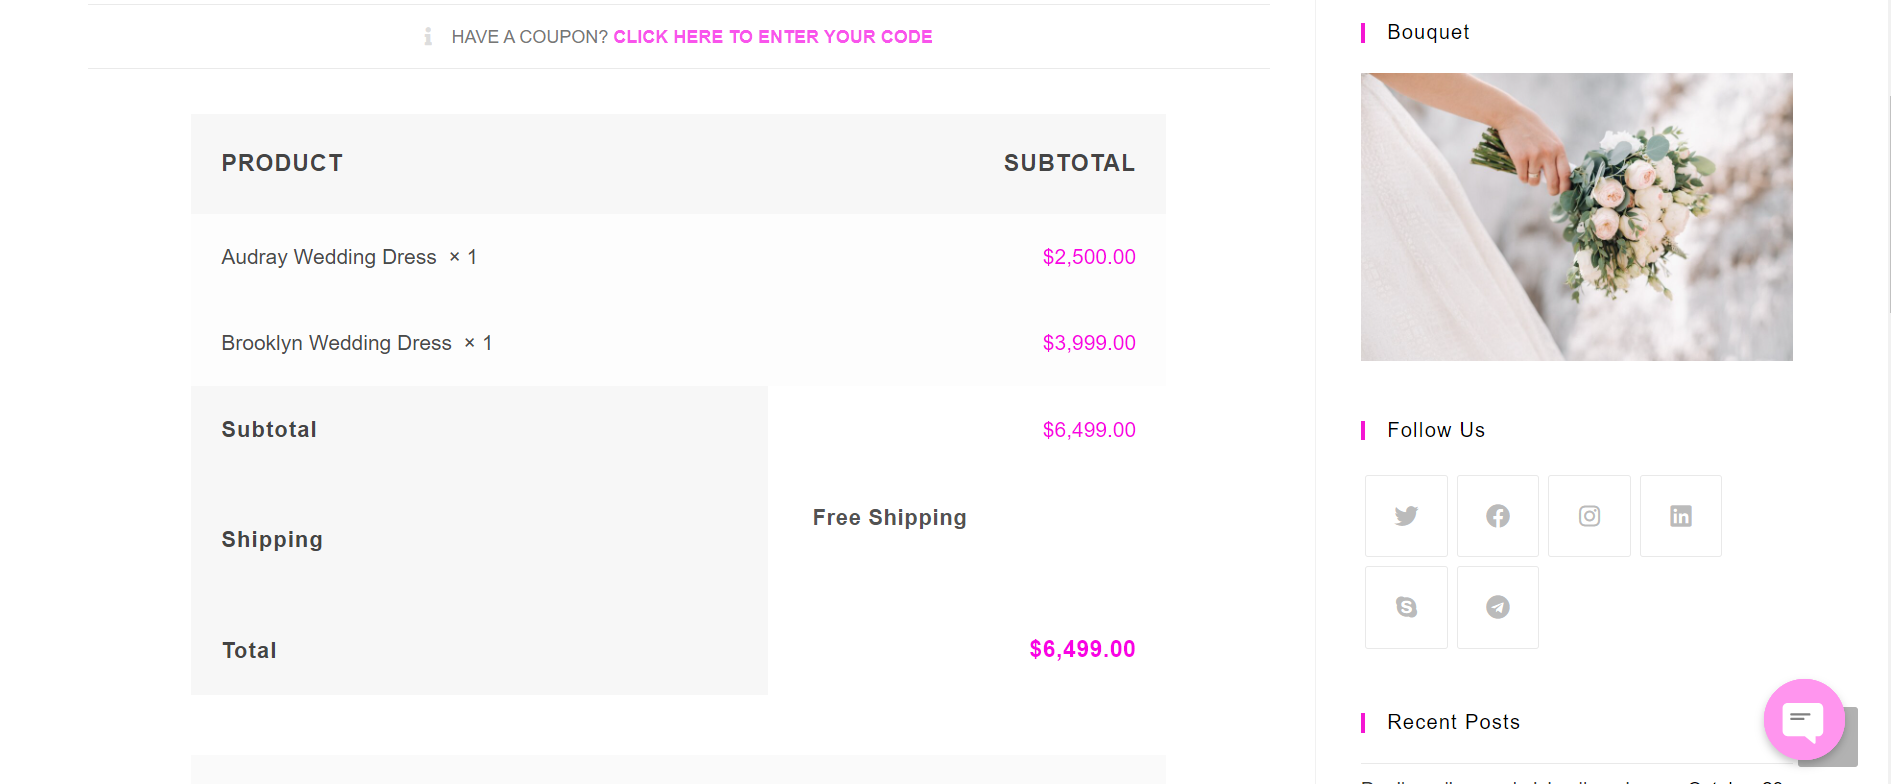 HAVE A COUPON? CLICK HERE TO ENTER YOUR CODE
PRODUCT SUBTOTAL
Audray Wedding Dress × 1 $2,500.00
Brooklyn Wedding Dress × 1 $3,999.00
Subtotal $6,499.00
Shipping Free Shipping
Total $6,499.00
Bouquet
Follow Us
Recent Posts